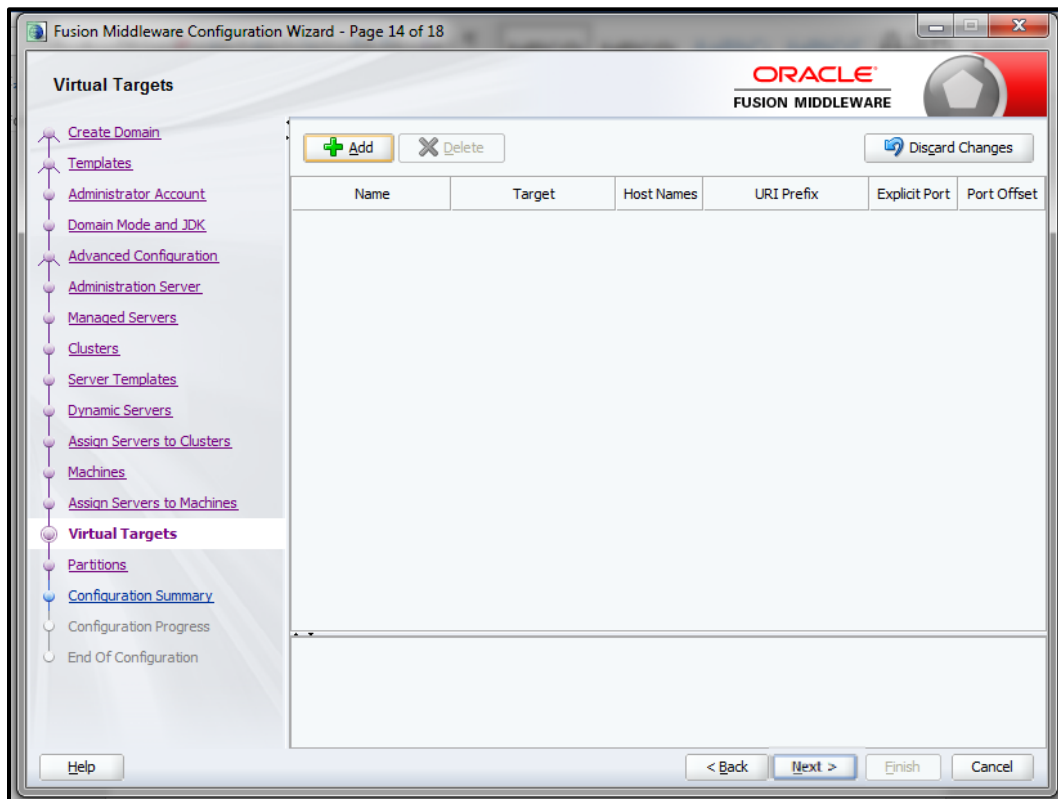 Fusion Middleware Configuration Wizard - Page 14 of 18
Virtual Targets
ORACLE
FUSION MIDDLEWARE
Create Domain
Templates
Administrator Account
Domain Mode and JDK
Advanced Configuration
Administration Server
Managed Servers
Clusters
Server Templates
Dynamic Servers
Assign Servers to Clusters
Machines
Assign Servers to Machines
Virtual Targets
Partitions
Configuration Summary
Configuration Progress
End Of Configuration
Add Delete Discard Changes
Name Target Host Names URI Prefix Explicit Port Port Offset
Help < Back Next > Finish Cancel